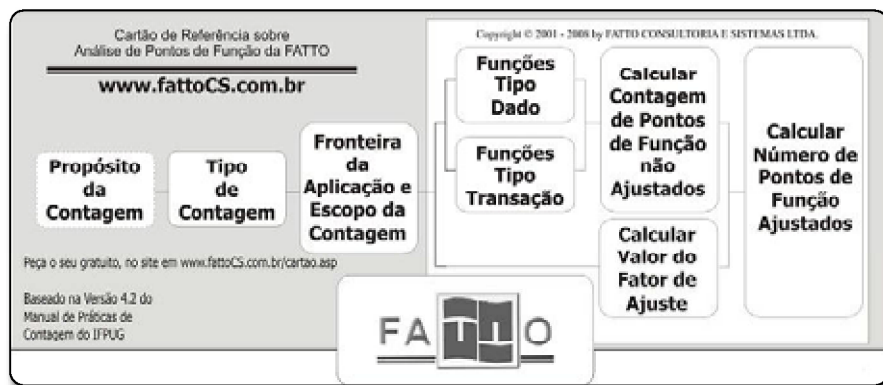 Cartão de Referência sobre
Análise de Pontos de Função da FATTO
www.fattoCS.com.br
Copyright © 2001 - 2008 by FATTO CONSULTORIA E SISTEMAS LTDA.
Propósito
da
Contagem
Tipo
de
Contagem
Fronteira
da
Aplicação e
Escopo da
Contagem
Funções
Tipo
Dado
Funções
Tipo
Transação
Calcular
Contagem
de Pontos
de Função
não
Ajustados
Calcular
Valor do
Fator de
Ajuste
Calcular
Número de
Pontos de
Função
Ajustados
Peça o seu gratuito, no site em www.fattoCS.com.br/cartao.asp
Baseado na Versão 4.2 do
Manual de Práticas de
Contagem do IFPUG
FATTO